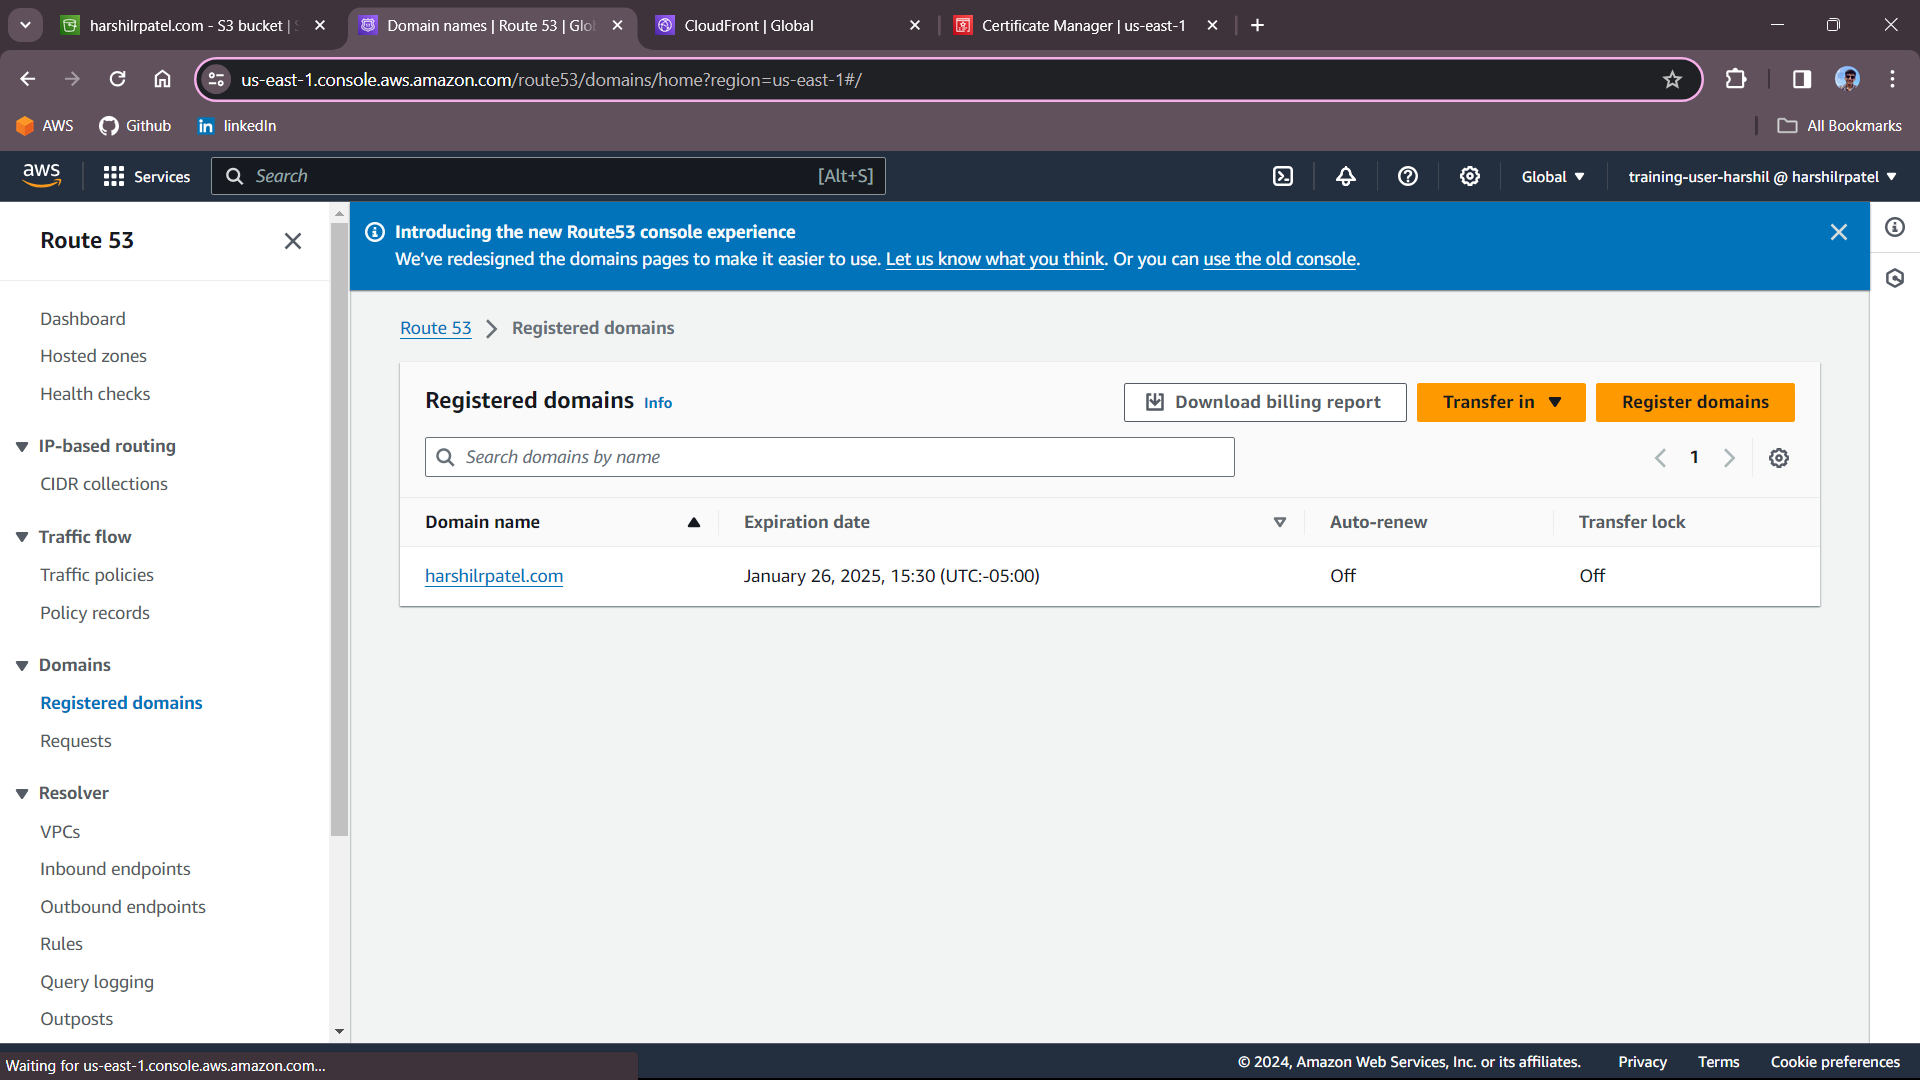 harshilrpatel.com - S3 bucket |
Domain names | Route 53 | Glo
CloudFront | Global
Certificate Manager | us-east-1
us-east-1.console.aws.amazon.com/route53/domains/home?region=us-east-1#/
AWS
Github
linkedIn
All Bookmarks
aws
Services
Search
[Alt+S]
Global
training-user-harshil @ harshilrpatel
Route 53
Dashboard
Hosted zones
Health checks
IP-based routing
CIDR collections
Traffic flow
Traffic policies
Policy records
Domains
Registered domains
Requests
Resolver
VPCs
Inbound endpoints
Outbound endpoints
Rules
Query logging
Outposts
Introducing the new Route53 console experience
We've redesigned the domains pages to make it easier to use. Let us know what you think. Or you can use the old console.
Route 53 > Registered domains
Registered domains Info
Download billing report
Transfer in
Register domains
Search domains by name
1
Domain name
Expiration date
Auto-renew
Transfer lock
harshilrpatel.com
January 26, 2025, 15:30 (UTC:-05:00)
Off
Off
Waiting for us-east-1.console.aws.amazon.com...
© 2024, Amazon Web Services, Inc. or its affiliates.
Privacy
Terms
Cookie preferences